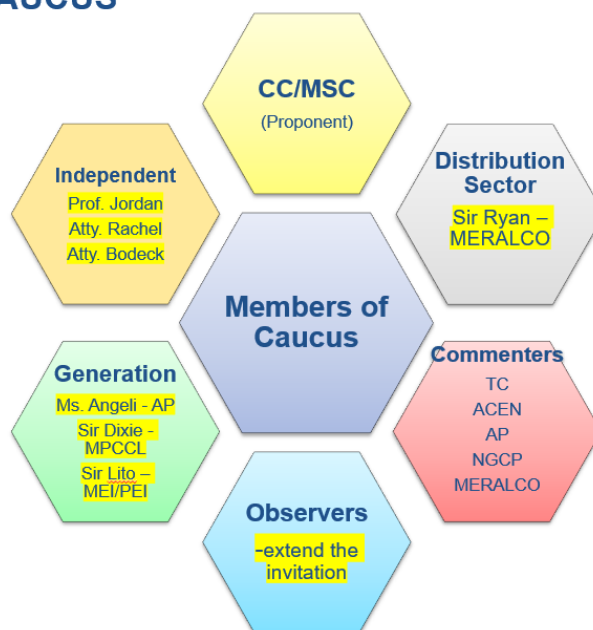 AUCUS
CC/MSC
(Proponent)
Independent
Prof. Jordan
Atty. Rachel
Atty. Bodeck
Distribution
Sector
Sir Ryan –
MERALCO
Members of
Caucus
Generation
Ms. Angeli - AP
Sir Dixie -
MPCCL
Sir Lito –
MEI/PEI
Commenters
TC
ACEN
AP
NGCP
MERALCO
Observers
-extend the
invitation